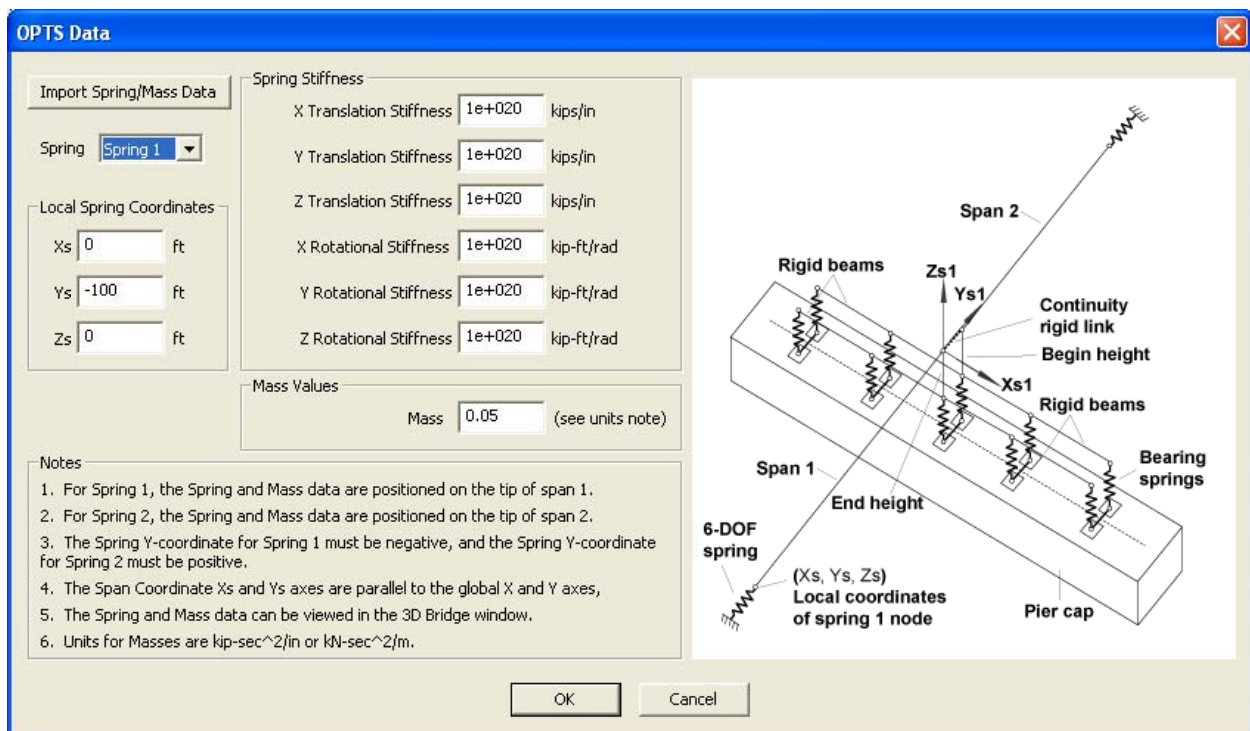 OPTS Data
Import Spring/Mass Data
Spring Spring 1
Local Spring Coordinates
Xs 0 ft
Ys -100 ft
Zs 0 ft
Spring Stiffness
X Translation Stiffness 1e+020 kips/in
Y Translation Stiffness 1e+020 kips/in
Z Translation Stiffness 1e+020 kips/in
X Rotational Stiffness 1e+020 kip-ft/rad
Y Rotational Stiffness 1e+020 kip-ft/rad
Z Rotational Stiffness 1e+020 kip-ft/rad
Mass Values
Mass 0.05 (see units note)
Notes
1. For Spring 1, the Spring and Mass data are positioned on the tip of span 1.
2. For Spring 2, the Spring and Mass data are positioned on the tip of span 2.
3. The Spring Y-coordinate for Spring 1 must be negative, and the Spring Y-coordinate
for Spring 2 must be positive.
4. The Span Coordinate Xs and Ys axes are parallel to the global X and Y axes,
5. The Spring and Mass data can be viewed in the 3D Bridge window.
6. Units for Masses are kip-sec^2/in or kN-sec^2/m.
Span 2
Rigid beams
Zs1
Ys1
Continuity
rigid link
Begin height
Xs1
Rigid beams
Span 1
End height
Bearing
springs
6-DOF
spring
(Xs, Ys, Zs)
Local coordinates
of spring 1 node
Pier cap
OK
Cancel